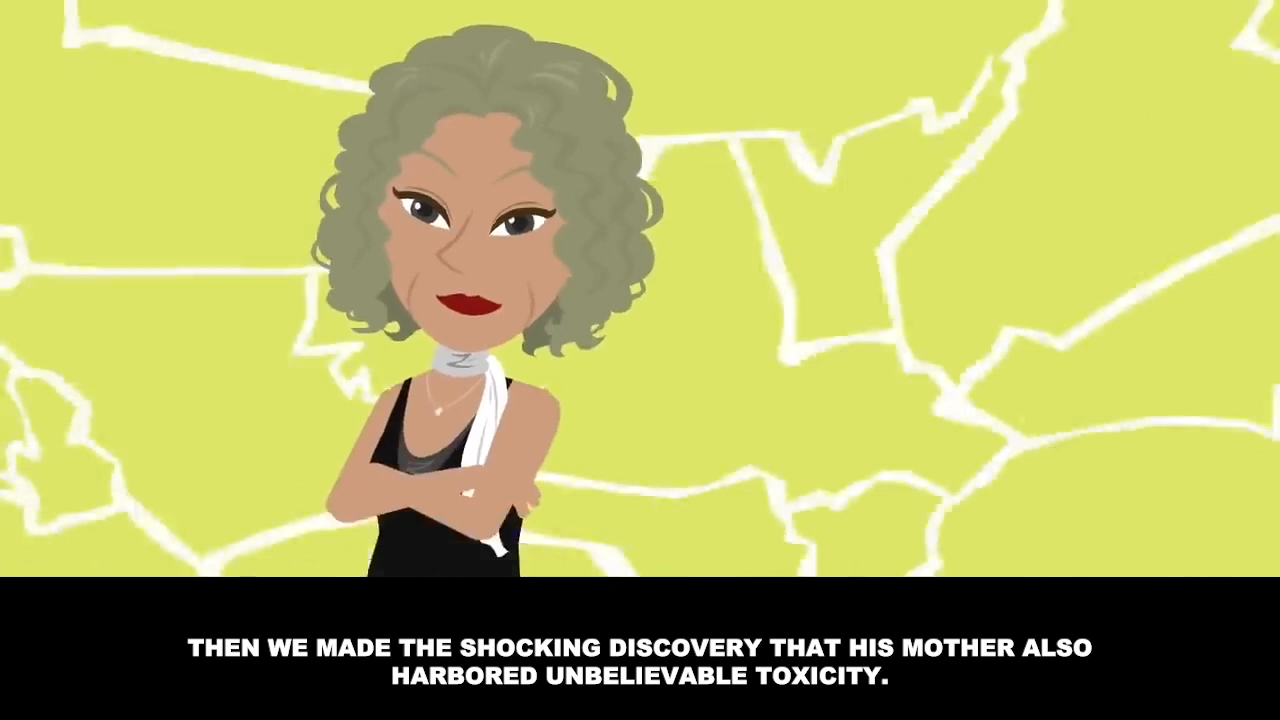 THEN WE MADE THE SHOCKING DISCOVERY THAT HIS MOTHER ALSO
HARBORED UNBELIEVABLE TOXICITY.